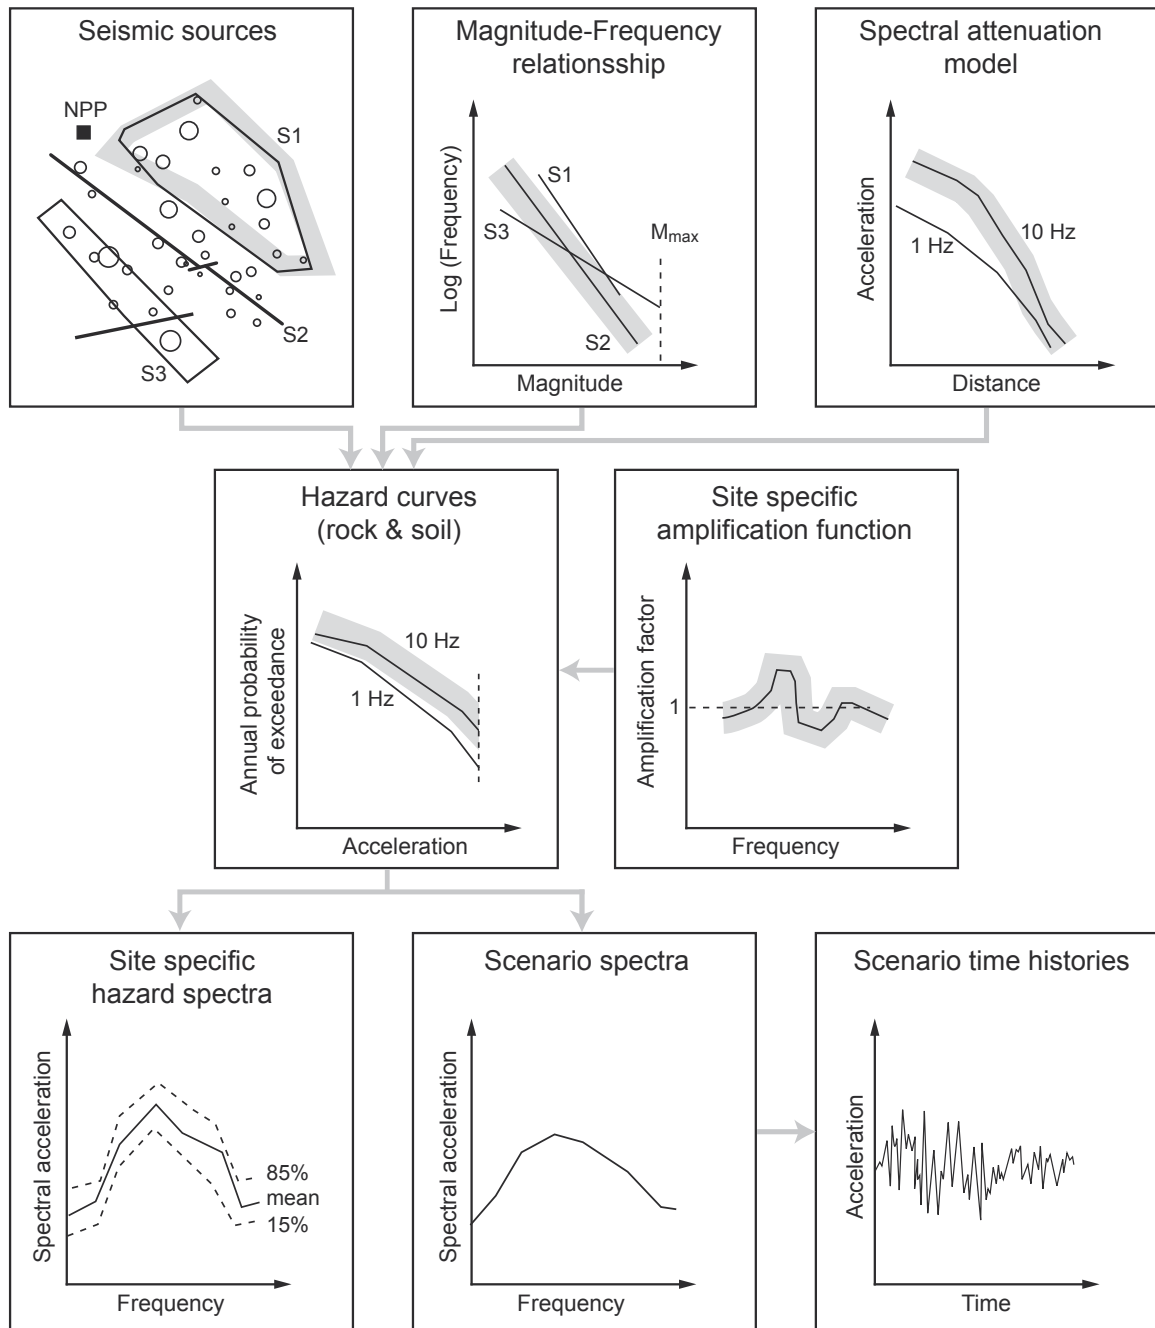 Seismic sources
NPP
S1
S2
S3
Magnitude-Frequency
relationsship
Log (Frequency)
S1
S3
S2
Mmax
Magnitude
Spectral attenuation
model
Acceleration
1 Hz
10 Hz
Distance
Hazard curves
(rock & soil)
Annual probability
of exceedance
10 Hz
1 Hz
Acceleration
Site specific
amplification function
Amplification factor
1
Frequency
Site specific
hazard spectra
Spectral acceleration
85%
mean
15%
Frequency
Scenario spectra
Spectral acceleration
Frequency
Scenario time histories
Acceleration
Time